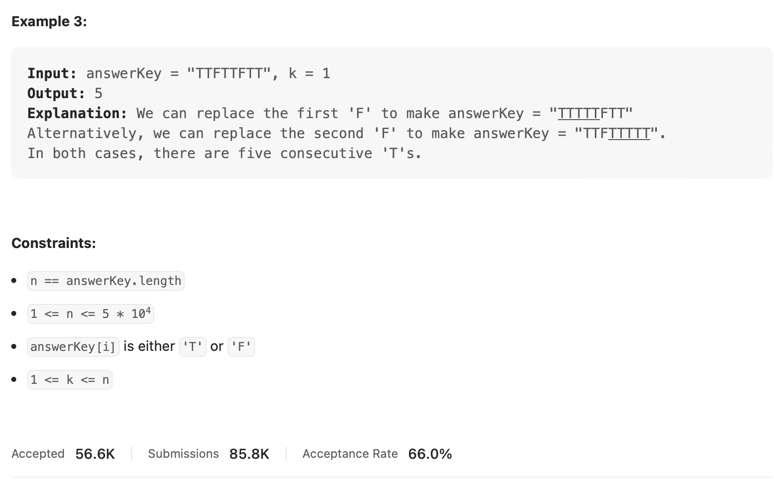 Example 3:
Input: answerKey = "TTFTTFTT", k = 1
Output: 5
Explanation: We can replace the first 'F' to make answerKey = "TTTTTFTT"
Alternatively, we can replace the second 'F' to make answerKey = "TTFTTTTT".
In both cases, there are five consecutive 'T's.
Constraints:
• n == answerKey.length
• 1 <= n <= 5 * 10⁴
• answerKey[i] is either 'T' or 'F'
• 1 <= k <= n
Accepted 56.6K Submissions 85.8K Acceptance Rate 66.0%